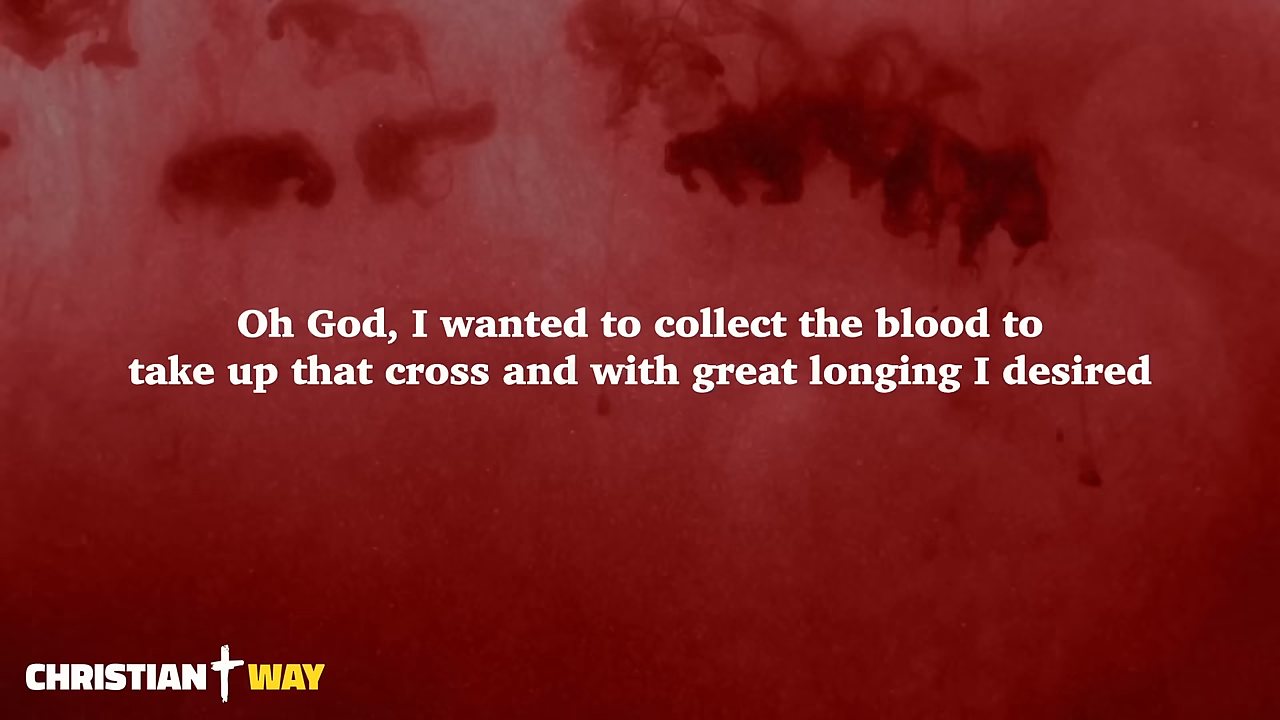 Oh God, I wanted to collect the blood to
take up that cross and with great longing I desired
CHRISTIAN WAY